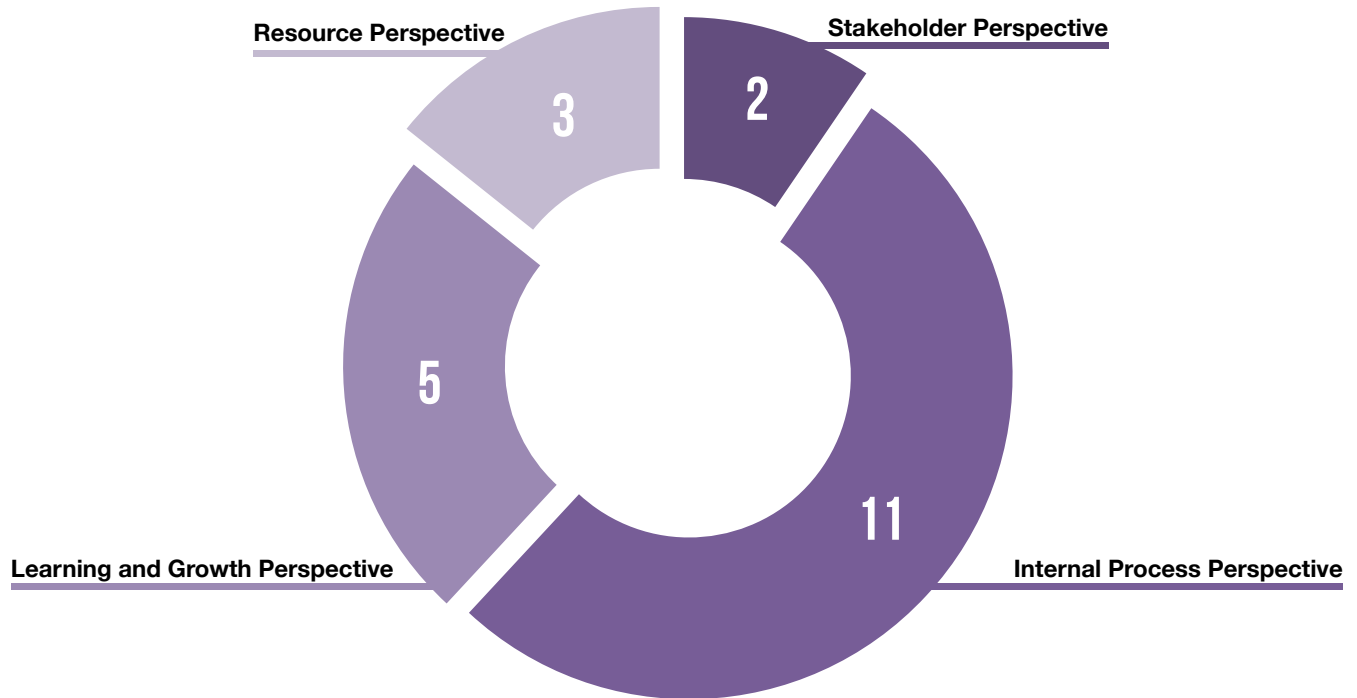 Resource Perspective
Stakeholder Perspective
3
2
5
11
Learning and Growth Perspective
Internal Process Perspective